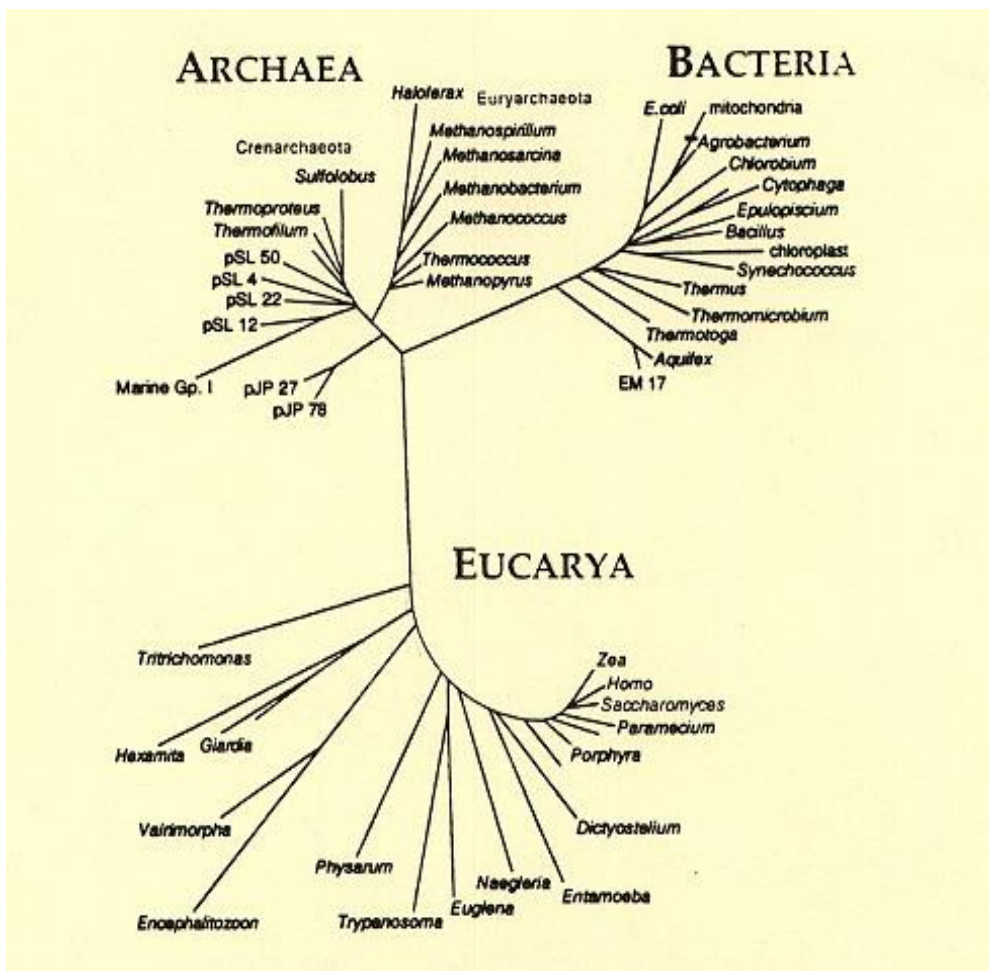 ARCHAEA
BACTERIA
Haloferax
Euryarchaeota
Methanospirillum
Methanosarcina
Methanobacterium
Methanococcus
Thermococcus
Methanopyrus
Crenarchaeota
Sulfolobus
Thermoproteus
Thermofilum
pSL 50
pSL 4
pSL 22
pSL 12
Marine Gp. I
pJP 27
pJP 78
E.coli
mitochondria
Agrobacterium
Chlorobium
Cytophaga
Epulopiscium
Bacillus
chloroplast
Synechococcus
Thermus
Thermomicrobium
Thermotoga
Aquifex
EM 17
EUCARYA
Tritrichomonas
Hexamita
Giardia
Vairimorpha
Encephalitozoon
Physarum
Trypanosoma
Euglena
Naegleria
Entamoeba
Dictyostelium
Porphyra
Paramecium
Saccharomyces
Homo
Zea